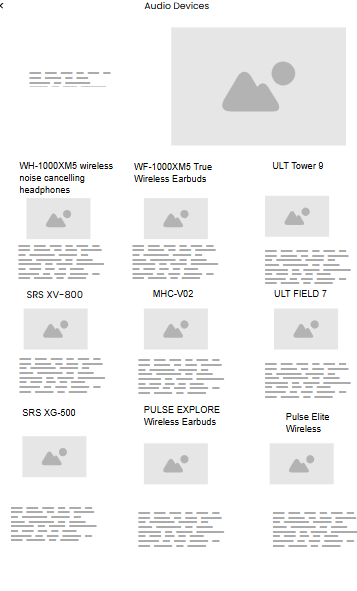 Audio Devices
WH-1000XM5 wireless
noise cancelling
headphones
WF-1000XM5 True
Wireless Earbuds
ULT Tower 9
SRS XV-800
MHC-V02
ULT FIELD 7
SRS XG-500
PULSE EXPLORE
Wireless Earbuds
Pulse Elite
Wireless